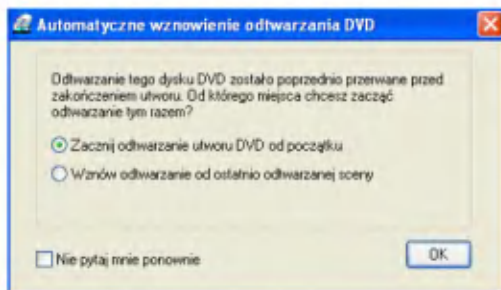 Automatyczne wznowienie odtwarzania DVD
Odtwarzanie tego dysku DVD zostało poprzednio przerwane przed
zakończeniem utworu. Od którego miejsca chcesz zacząć
odtwarzanie tym razem?
Zacznij odtwarzanie utworu DVD od początku
Wznów odtwarzanie od ostatnio odtwarzanej sceny
Nie pytaj mnie ponownie
OK